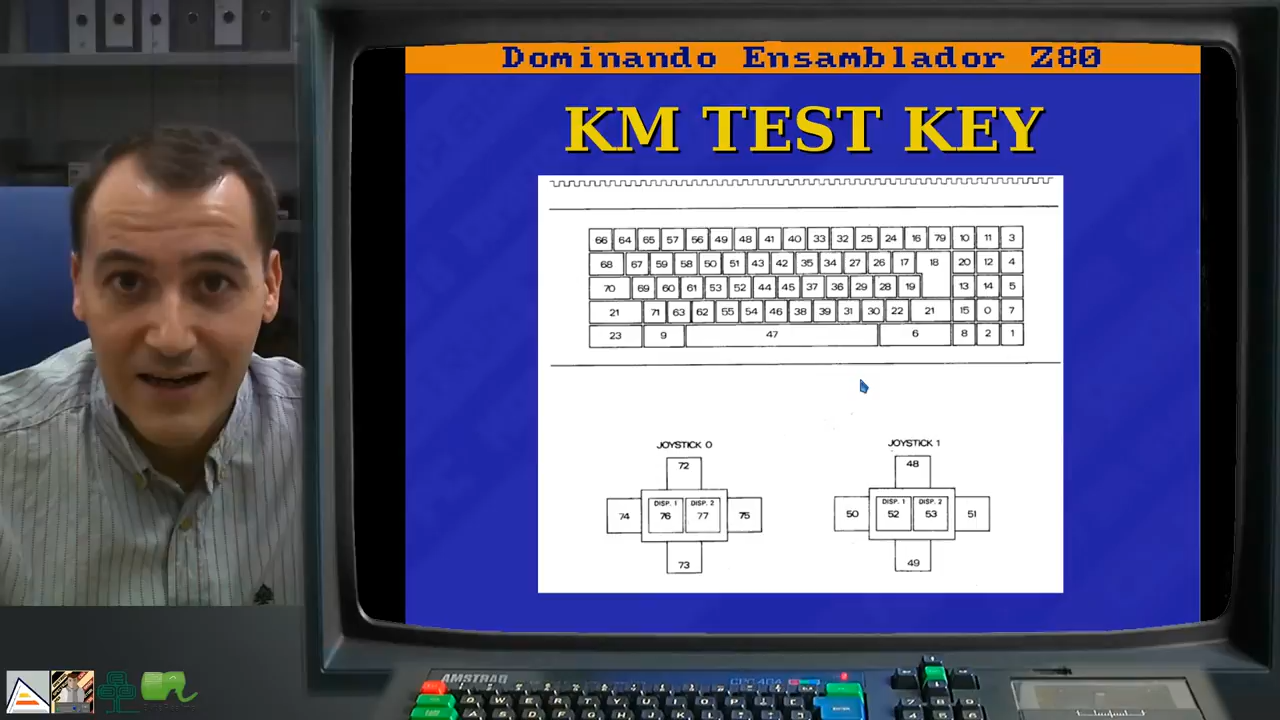 Dominando Ensamblador Z80
KM TEST KEY
66 64 65 57 56 49 48 41 40 33 32 25 24 16 79 10 11 3
68 67 59 58 50 51 43 42 35 34 27 26 17 18 20 12 4
70 69 60 61 53 52 44 45 37 36 29 28 19 13 14 5
21 71 63 62 55 54 46 38 39 31 30 22 21 15 0 7
23 9 47 6 8 2 1
JOYSTICK 0 JOYSTICK 1
72 48
DISP. 1 DISP. 2 DISP. 1 DISP. 2
74 76 77 75 50 52 53 51
73 49
AMSTRAD